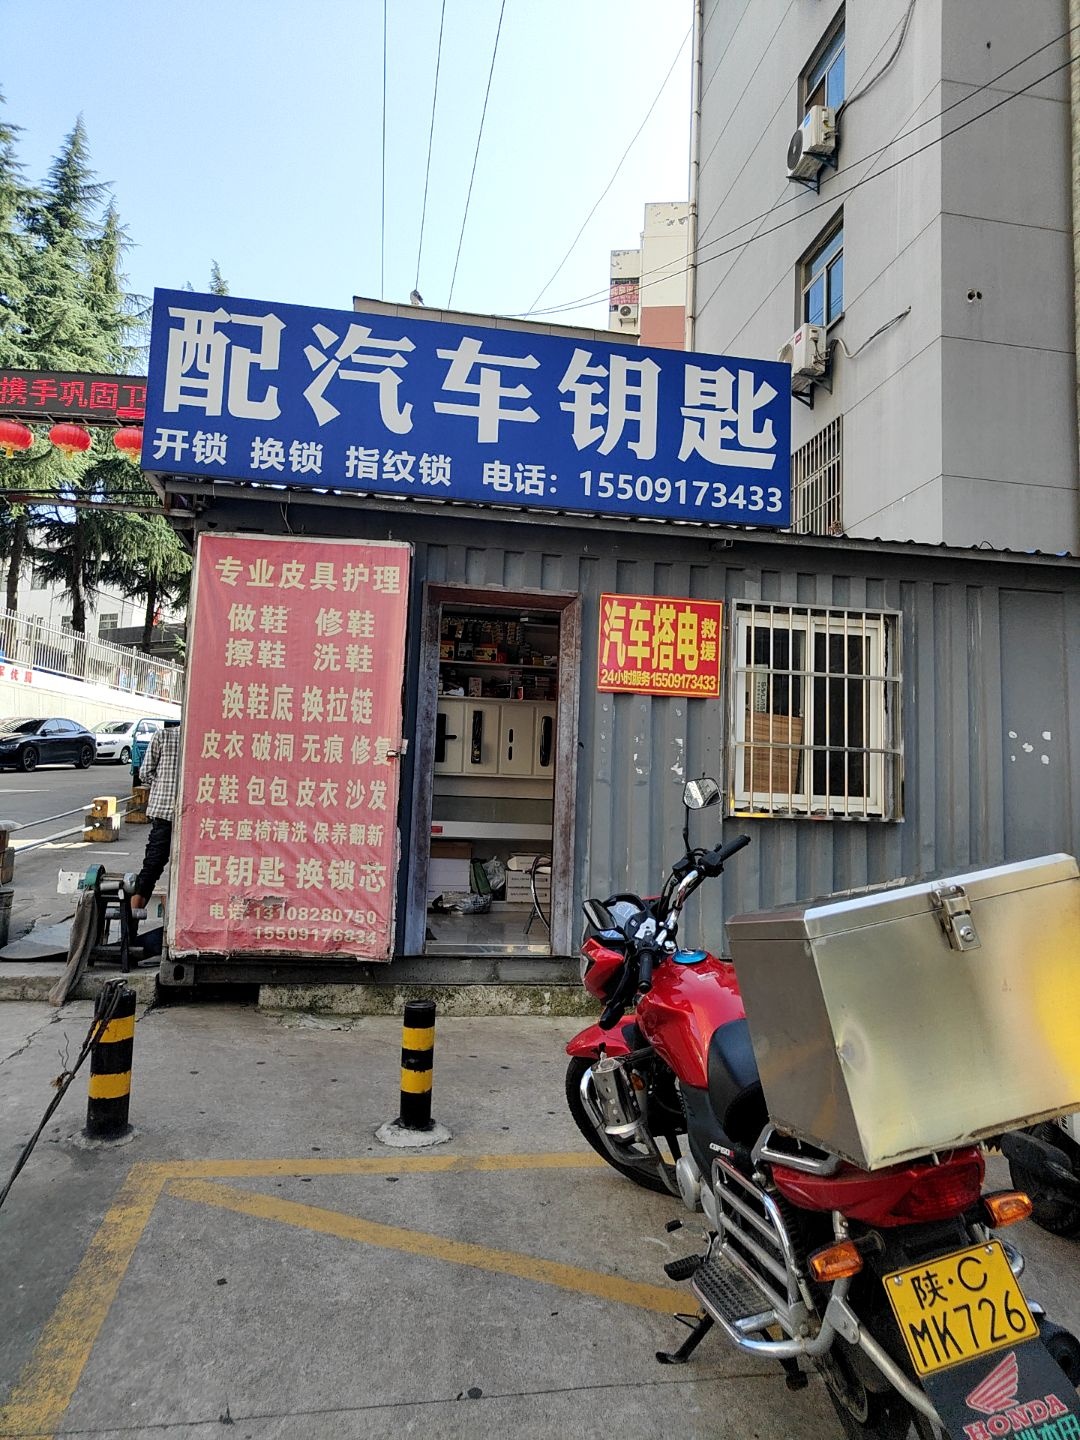 配汽车钥匙
开锁 换锁 指纹锁 电话：15509173433
携手巩固卫
专业皮具护理
做鞋 修鞋
擦鞋 洗鞋
换鞋底 换拉链
皮衣 破洞 无痕 修复
皮鞋 包包 皮衣 沙发
汽车座椅清洗 保养翻新
配钥匙 换锁芯
电话：13108280750
15509176834
汽车搭电救援
24小时服务15509173433
陕·C
MK726
HONDA